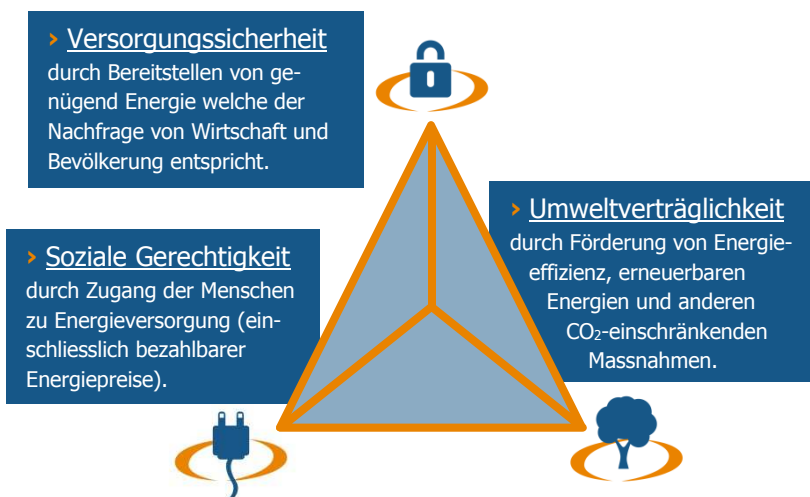 › Versorgungssicherheit
durch Bereitstellen von ge-
nügend Energie welche der
Nachfrage von Wirtschaft und
Bevölkerung entspricht.
› Umweltverträglichkeit
durch Förderung von Energie-
effizienz, erneuerbaren
Energien und anderen
CO₂-einschränkenden
Massnahmen.
› Soziale Gerechtigkeit
durch Zugang der Menschen
zu Energieversorgung (ein-
schliesslich bezahlbarer
Energiepreise).